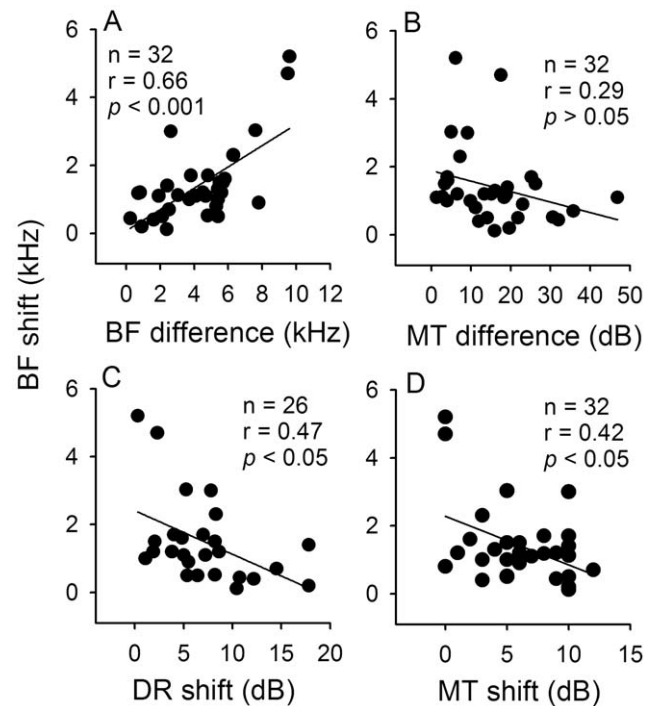 A
n = 32
r = 0.66
p < 0.001
6
4
2
0
0 2 4 6 8 10 12
BF difference (kHz)
B
n = 32
r = 0.29
p > 0.05
6
4
2
0
0 10 20 30 40 50
MT difference (dB)
BF shift (kHz)
C
n = 26
r = 0.47
p < 0.05
6
4
2
0
0 5 10 15 20
DR shift (dB)
D
n = 32
r = 0.42
p < 0.05
6
4
2
0
0 5 10 15
MT shift (dB)